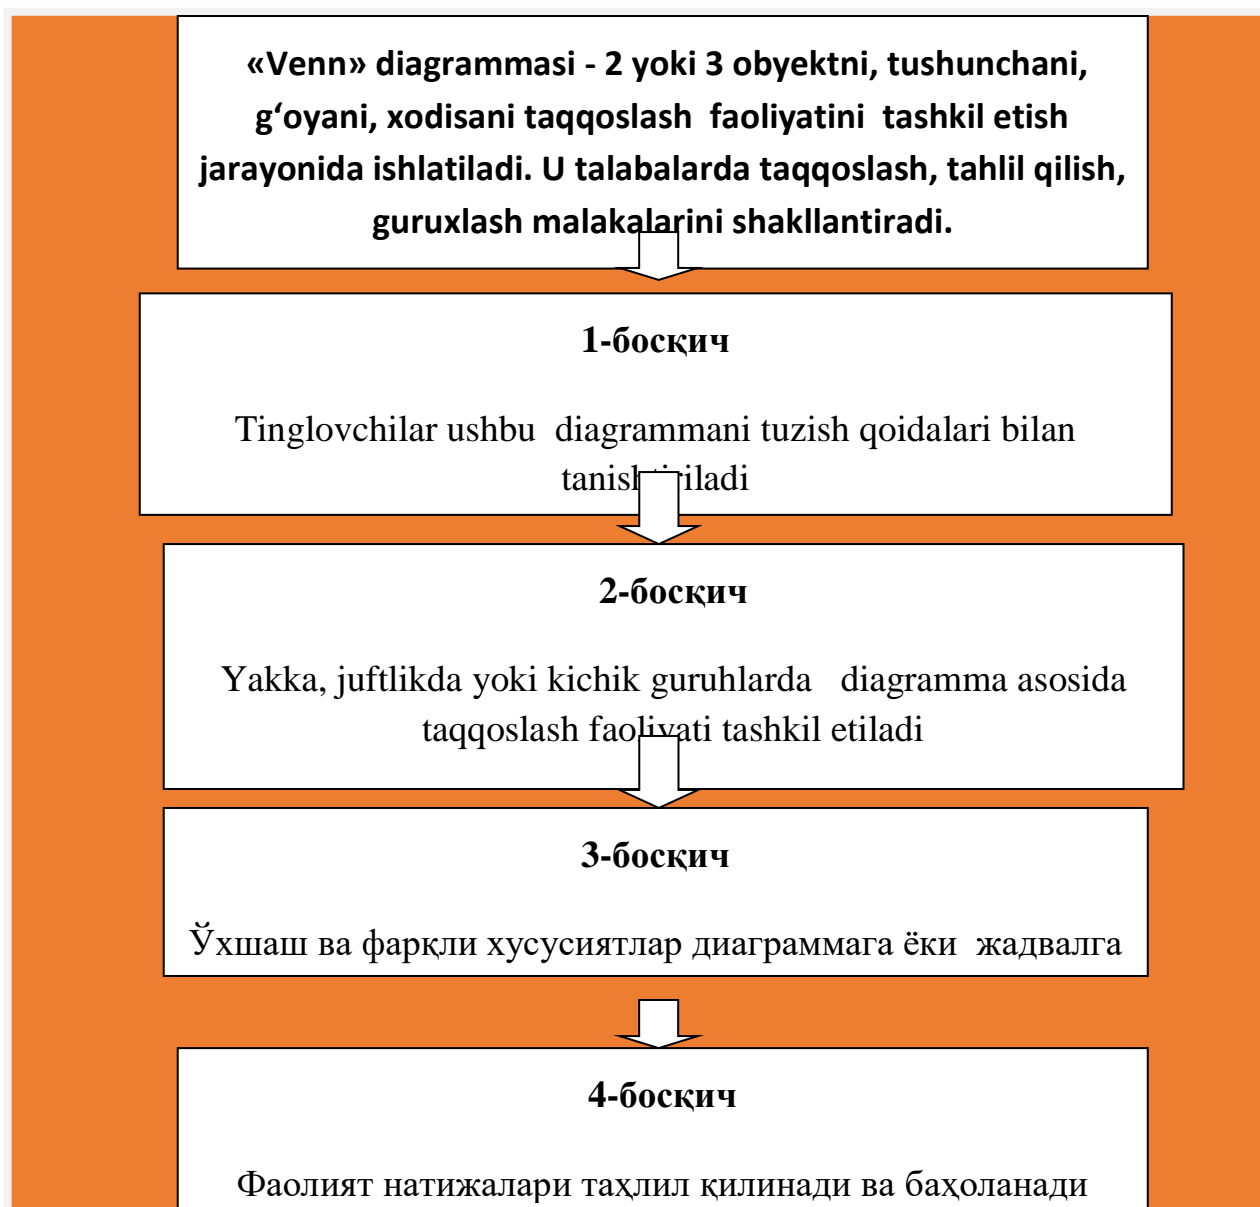 «Venn» diagrammasi - 2 yoki 3 obyektni, tushunchani,
g‘oyani, xodisani taqqoslash faoliyatini tashkil etish
jarayonida ishlatiladi. U talabalarda taqqoslash, tahlil qilish,
guruxlash malakalarini shakllantiradi.
1-босқич
Tinglovchilar ushbu diagrammani tuzish qoidalari bilan
tanishtiriladi
2-босқич
Yakka, juftlikda yoki kichik guruhlarda diagramma asosida
taqqoslash faoliyati tashkil etiladi
3-босқич
Ўхшаш ва фарқли хусусиятлар диаграммага ёки жадвалга
4-босқич
Фаолият натижалари таҳлил қилинади ва баҳоланади